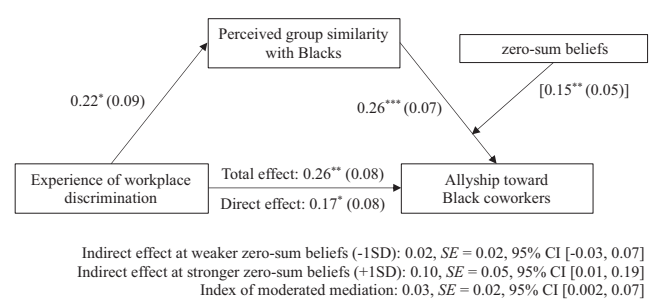 Perceived group similarity
with Blacks
zero-sum beliefs
0.22* (0.09)
0.26*** (0.07)
[0.15** (0.05)]
Experience of workplace
discrimination
Total effect: 0.26** (0.08)
Direct effect: 0.17* (0.08)
Allyship toward
Black coworkers
Indirect effect at weaker zero-sum beliefs (-1SD): 0.02, SE = 0.02, 95% CI [-0.03, 0.07]
Indirect effect at stronger zero-sum beliefs (+1SD): 0.10, SE = 0.05, 95% CI [0.01, 0.19]
Index of moderated mediation: 0.03, SE = 0.02, 95% CI [0.002, 0.07]